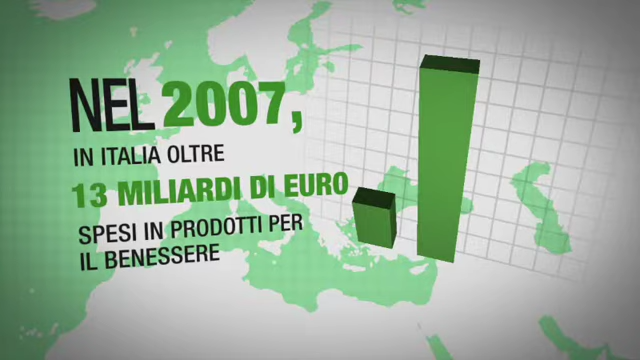 NEL 2007,
IN ITALIA OLTRE
13 MILIARDI DI EURO
SPESI IN PRODOTTI PER
IL BENESSERE